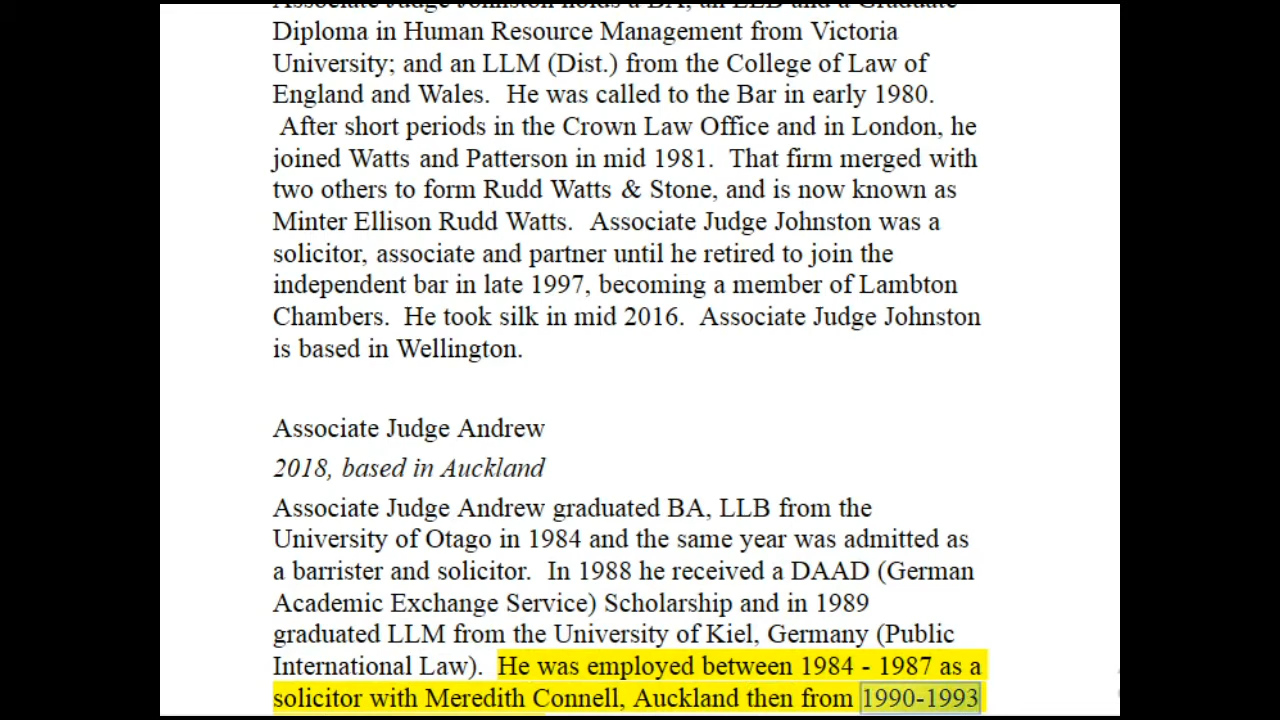 Associate Judge Johnston holds a BA, an LLB and a Graduate
Diploma in Human Resource Management from Victoria
University; and an LLM (Dist.) from the College of Law of
England and Wales.  He was called to the Bar in early 1980.
After short periods in the Crown Law Office and in London, he
joined Watts and Patterson in mid 1981.  That firm merged with
two others to form Rudd Watts & Stone, and is now known as
Minter Ellison Rudd Watts.  Associate Judge Johnston was a
solicitor, associate and partner until he retired to join the
independent bar in late 1997, becoming a member of Lambton
Chambers.  He took silk in mid 2016.  Associate Judge Johnston
is based in Wellington.
Associate Judge Andrew
2018, based in Auckland
Associate Judge Andrew graduated BA, LLB from the
University of Otago in 1984 and the same year was admitted as
a barrister and solicitor.  In 1988 he received a DAAD (German
Academic Exchange Service) Scholarship and in 1989
graduated LLM from the University of Kiel, Germany (Public
International Law).  He was employed between 1984 - 1987 as a
solicitor with Meredith Connell, Auckland then from 1990-1993